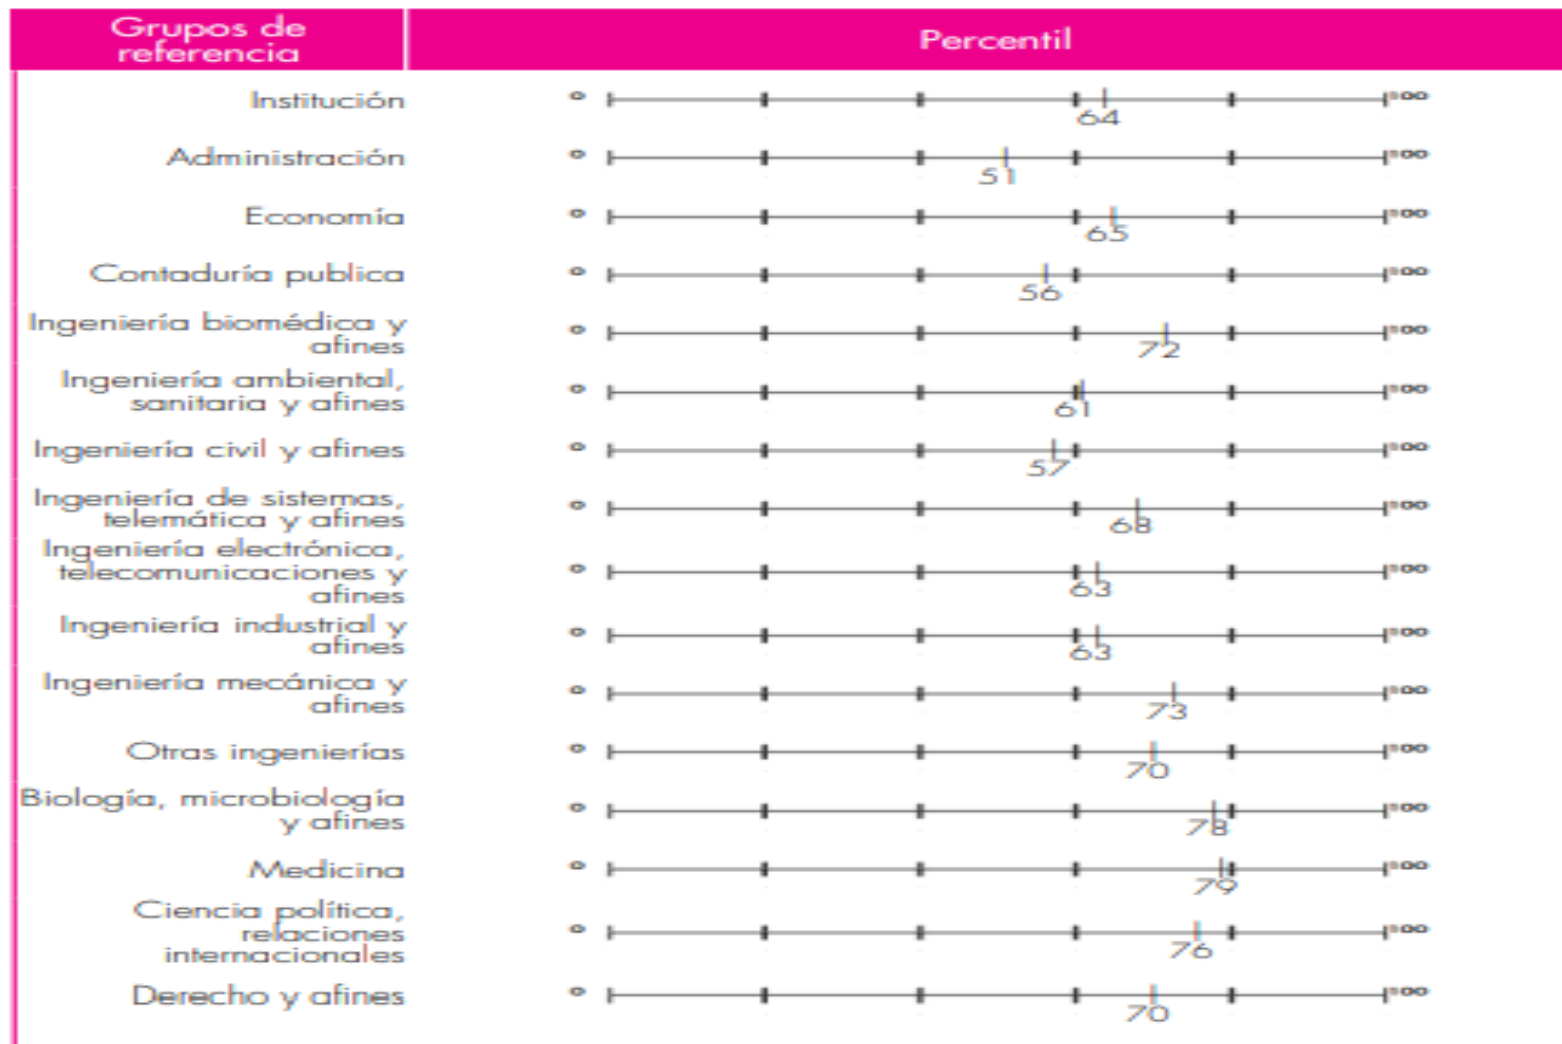 Grupos de
referencia
Percentil
Institución 0 100
64
Administración 0 100
51
Economía 0 100
65
Contaduría publica 0 100
56
Ingeniería biomédica y
afines 0 100
72
Ingeniería ambiental,
sanitaria y afines 0 100
61
Ingeniería civil y afines 0 100
57
Ingeniería de sistemas,
telemática y afines 0 100
68
Ingeniería electrónica,
telecomunicaciones y
afines 0 100
63
Ingeniería industrial y
afines 0 100
63
Ingeniería mecánica y
afines 0 100
73
Otras ingenierías 0 100
70
Biología, microbiología
y afines 0 100
78
Medicina 0 100
79
Ciencia política,
relaciones
internacionales 0 100
76
Derecho y afines 0 100
70